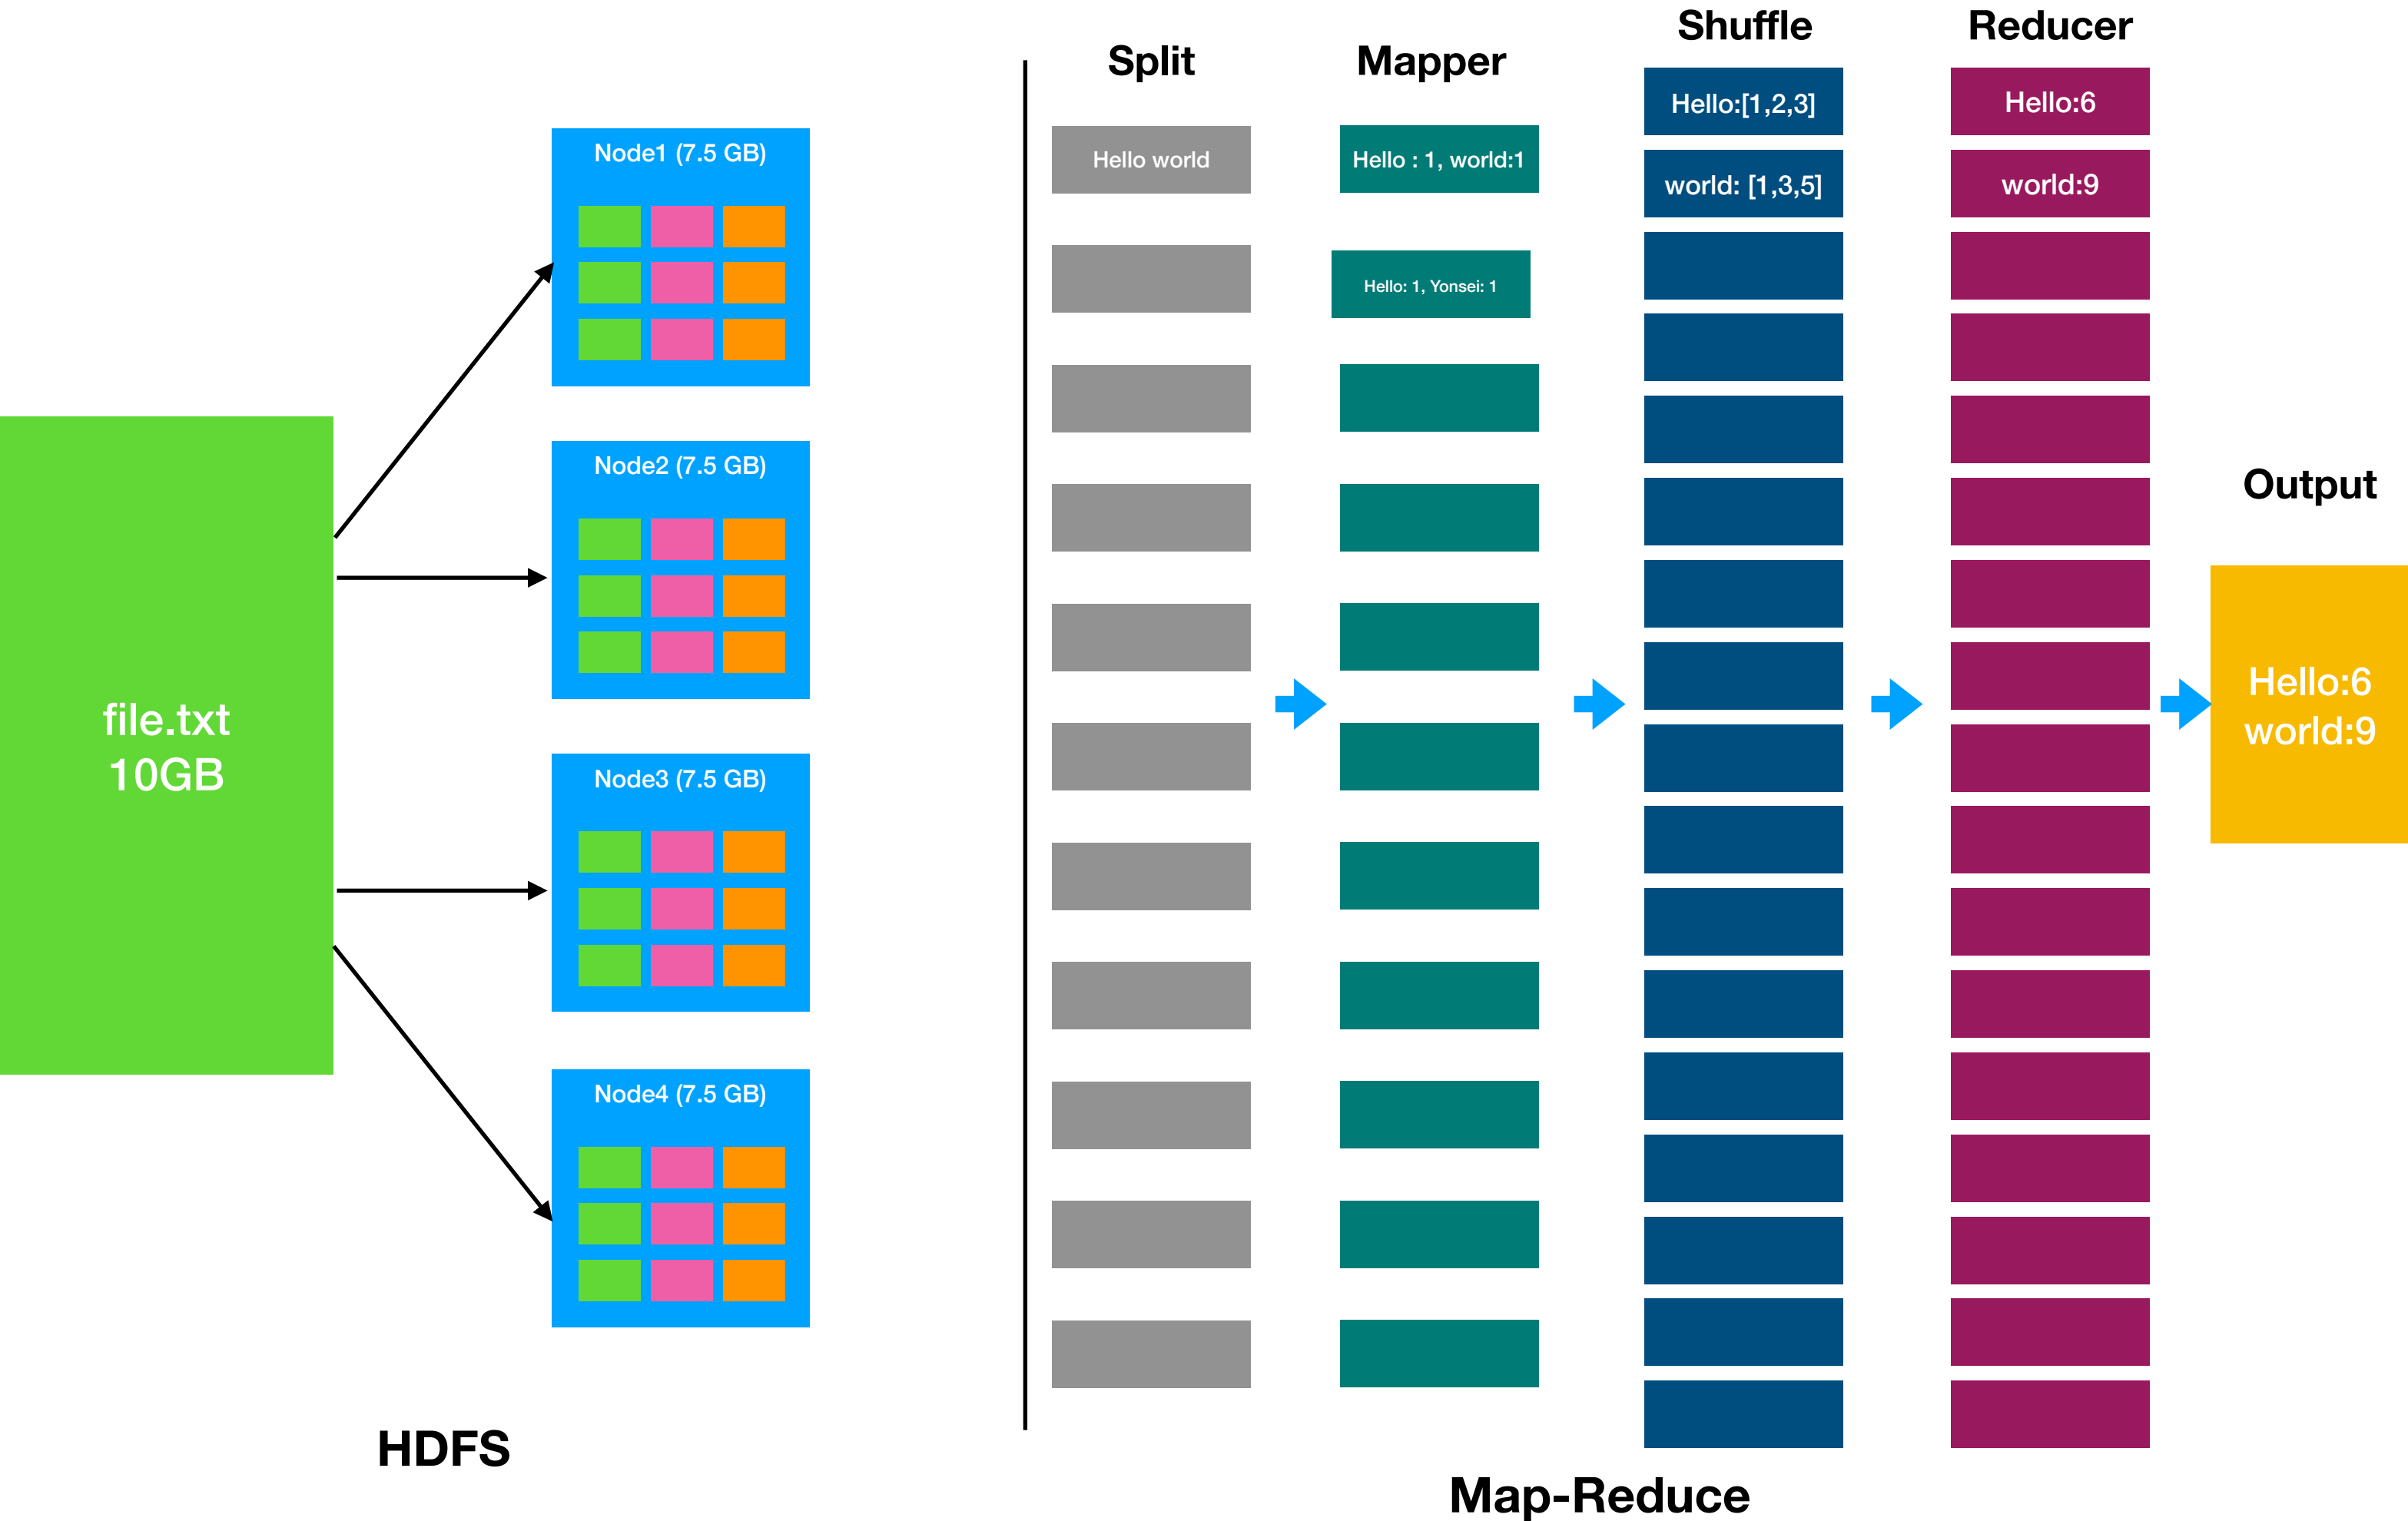 file.txt
10GB
Node1 (7.5 GB)
Node2 (7.5 GB)
Node3 (7.5 GB)
Node4 (7.5 GB)
HDFS
Split
Hello world
Mapper
Hello : 1, world:1
Hello: 1, Yonsei: 1
Shuffle
Hello:[1,2,3]
world: [1,3,5]
Reducer
Hello:6
world:9
Output
Hello:6
world:9
Map-Reduce